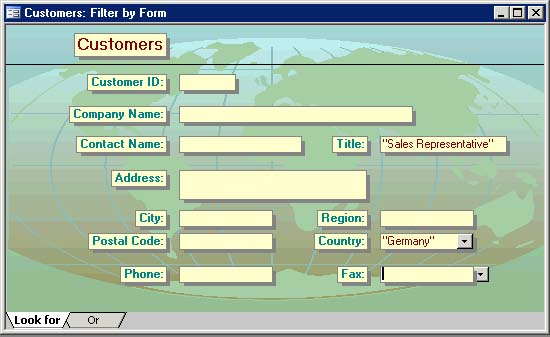 Customers: Filter by Form
Customers
Customer ID:
Company Name:
Contact Name: Title: "Sales Representative"
Address:
City: Region:
Postal Code: Country: "Germany"
Phone: Fax:
Look for Or